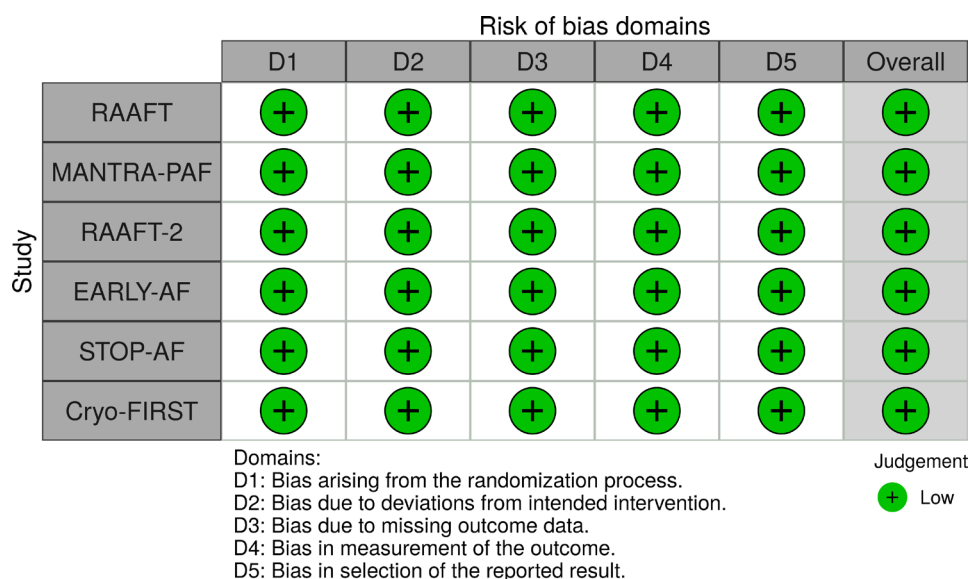 Risk of bias domains
D1 D2 D3 D4 D5 Overall
Study
RAAFT + + + + + +
MANTRA-PAF + + + + + +
RAAFT-2 + + + + + +
EARLY-AF + + + + + +
STOP-AF + + + + + +
Cryo-FIRST + + + + + +
Domains:
D1: Bias arising from the randomization process.
D2: Bias due to deviations from intended intervention.
D3: Bias due to missing outcome data.
D4: Bias in measurement of the outcome.
D5: Bias in selection of the reported result.
Judgement
+ Low